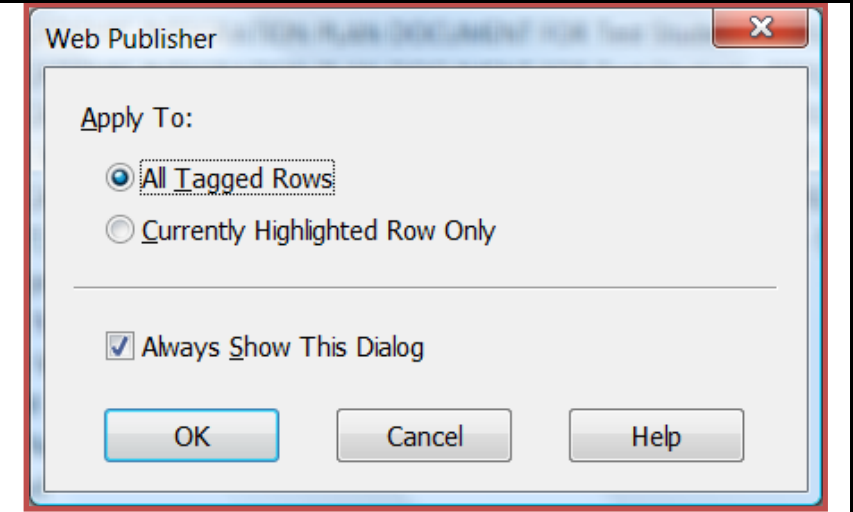 Web Publisher
Apply To:
All Tagged Rows
Currently Highlighted Row Only
Always Show This Dialog
OK
Cancel
Help